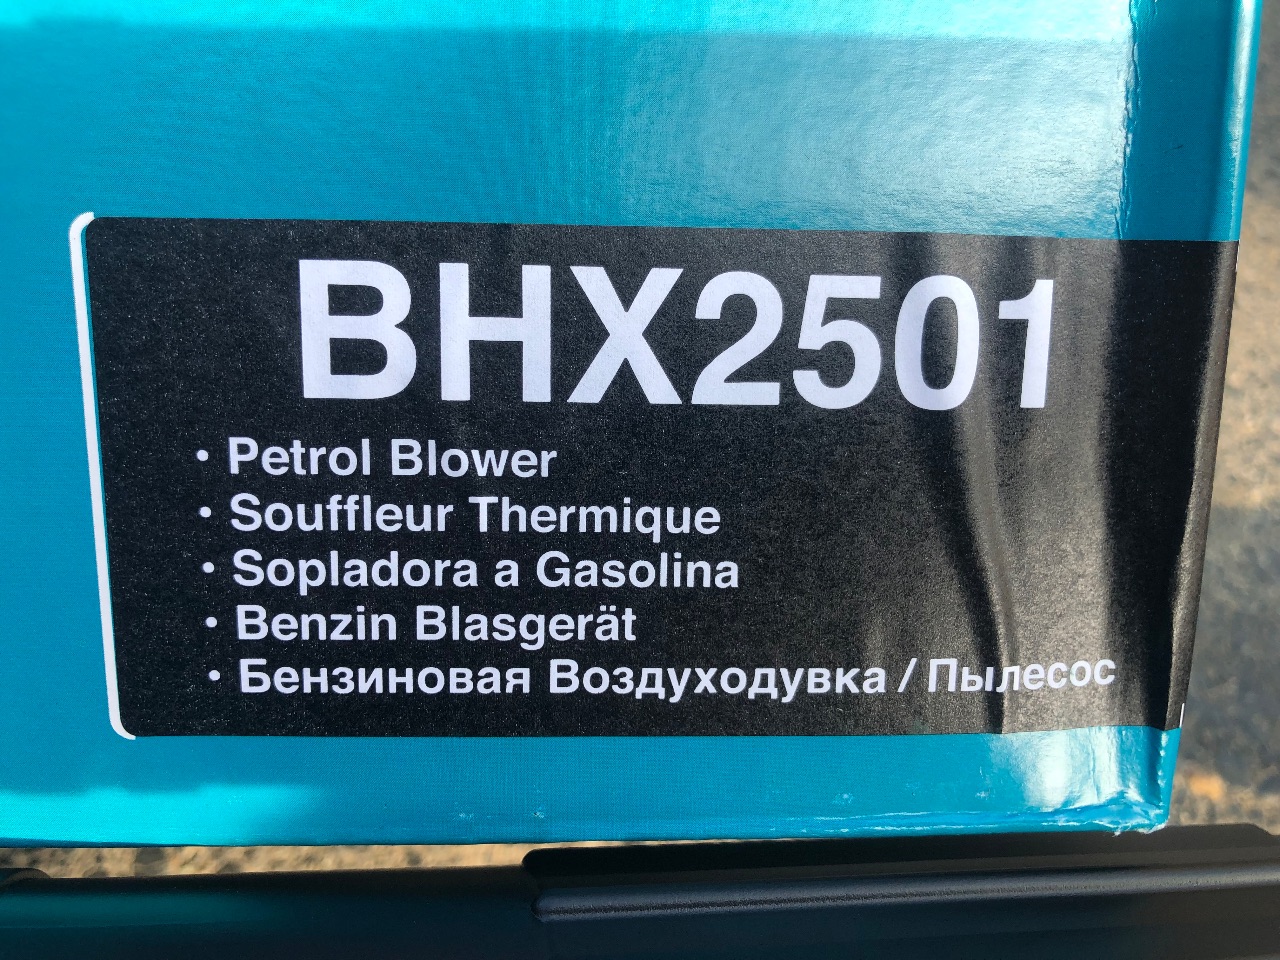 BHX2501
· Petrol Blower
· Souffleur Thermique
· Sopladora a Gasolina
· Benzin Blasgerät
· Бензиновая Воздуходувка / Пылесос